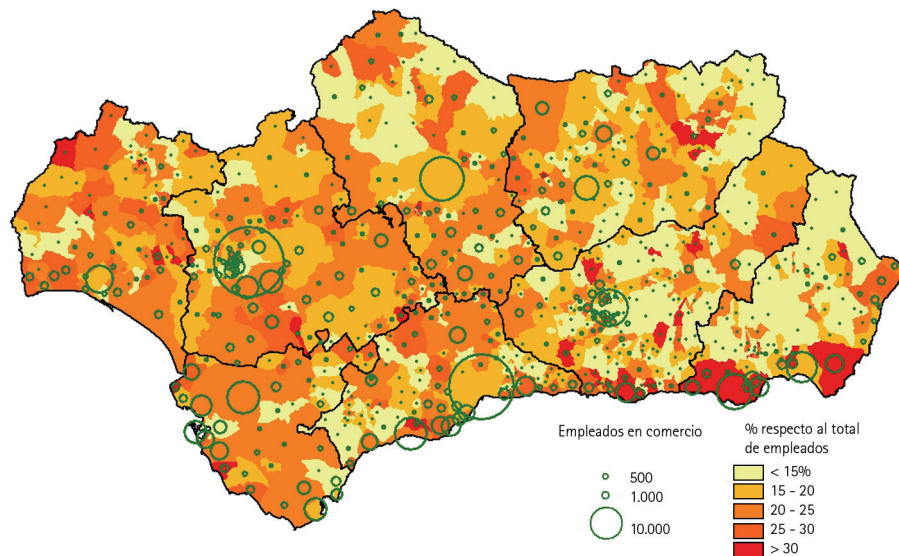 Empleados en comercio
500
1.000
10.000
% respecto al total
de empleados
< 15%
15 - 20
20 - 25
25 - 30
> 30